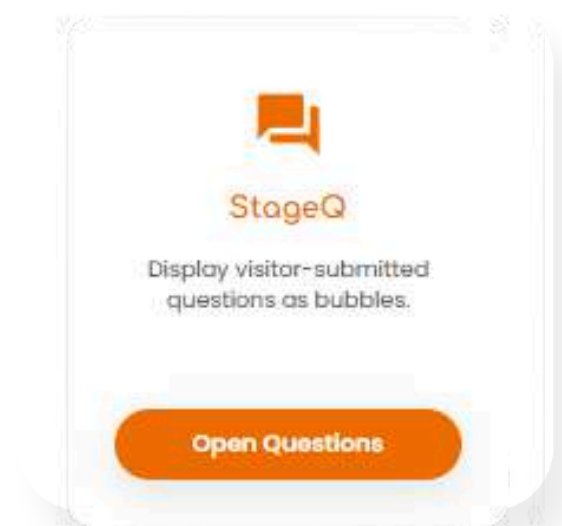 StageQ
Display visitor-submitted
questions as bubbles.
Open Questions